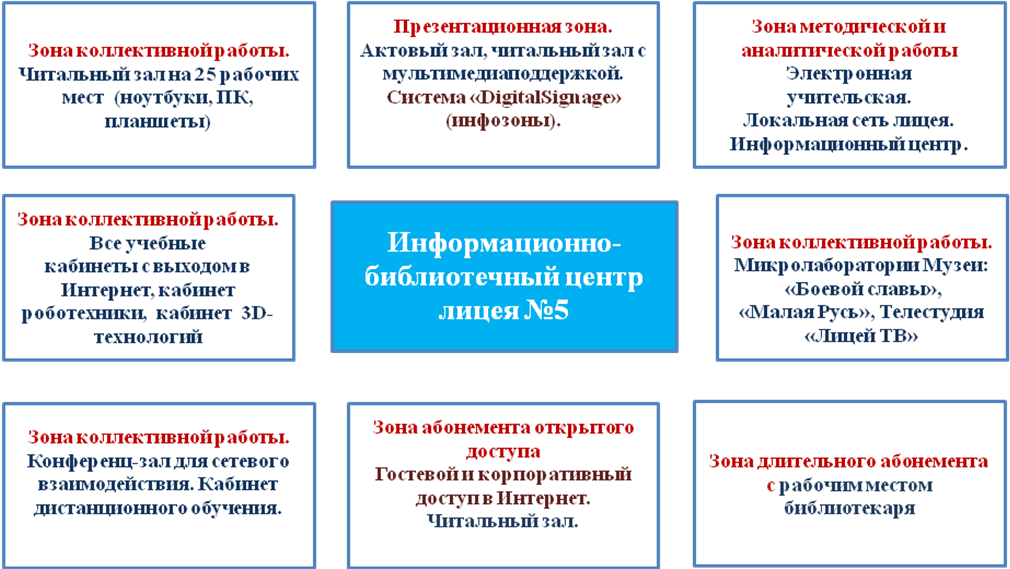 Зона коллективной работы.
Читальный зал на 25 рабочих
мест (ноутбуки, ПК,
планшеты)
Презентационная зона.
Актовый зал, читальный зал с
мультимедиаподдержкой.
Система «DigitalSignage»
(инфозоны).
Зона методической и
аналитической работы
Электронная
учительская.
Локальная сеть лицея.
Информационный центр.
Зона коллективной работы.
Все учебные
кабинеты с выходом в
Интернет, кабинет
роботехники, кабинет 3D-
технологий
Информационно-
библиотечный центр
лицея №5
Зона коллективной работы.
Микролаборатории Музеи:
«Боевой славы»,
«Малая Русь», Телестудия
«Лицей ТВ»
Зона коллективной работы.
Конференц-зал для сетевого
взаимодействия. Кабинет
дистанционного обучения.
Зона абонемента открытого
доступа
Гостевой и корпоративный
доступ в Интернет.
Читальный зал.
Зона длительного абонемента
с рабочим местом
библиотекаря